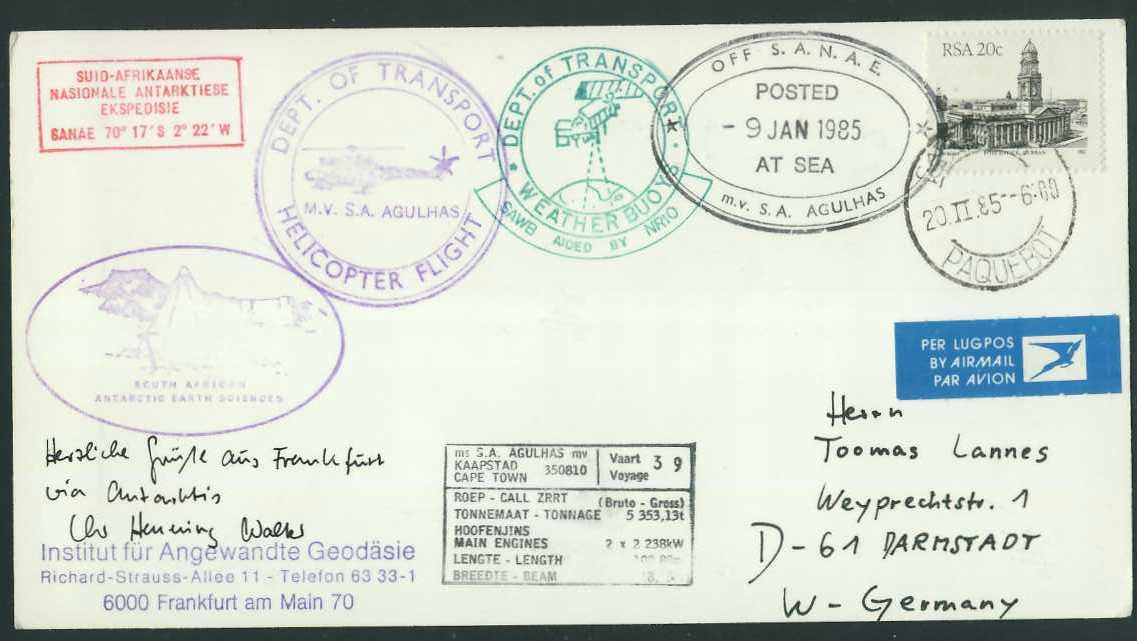 SUID-AFRIKAANSE
NASIONALE ANTARKTIESE
EKSPEDISIE
SANAE 70° 17'S 2° 22'W
DEPT. OF TRANSPORT
M.V. S.A. AGULHAS
HELICOPTER FLIGHT
DEPT. of TRANSPORT
WEATHER BUOYS
SAWB AIDED BY NRIO
OFF S.A.N.A.E.
POSTED
- 9 JAN 1985
AT SEA
m.v. S.A. AGULHAS
RSA 20c
20.II.85--6:00
PAQUEBOT
SOUTH AFRICAN
ANTARCTIC EARTH SCIENCES
PER LUGPOS
BY AIRMAIL
PAR AVION
Herrn
Toomas Lannes
Weyprechtstr. 1
D-61 DARMSTADT
W-Germany
Herzliche Grüße aus Frankfurt
via Antarktis
Henning
Institut für Angewandte Geodäsie
Richard-Strauss-Allee 11 - Telefon 63 33-1
6000 Frankfurt am Main 70
ms S.A. AGULHAS mv
KAAPSTAD
CAPE TOWN 350810
Vaart
Voyage 39
ROEP - CALL ZRRT (Bruto - Gross)
TONNEMAAT - TONNAGE 5 353,13t
HOOFENJINS
MAIN ENGINES 2 x 2 238kW
LENGTE - LENGTH
BREEDTE - BEAM